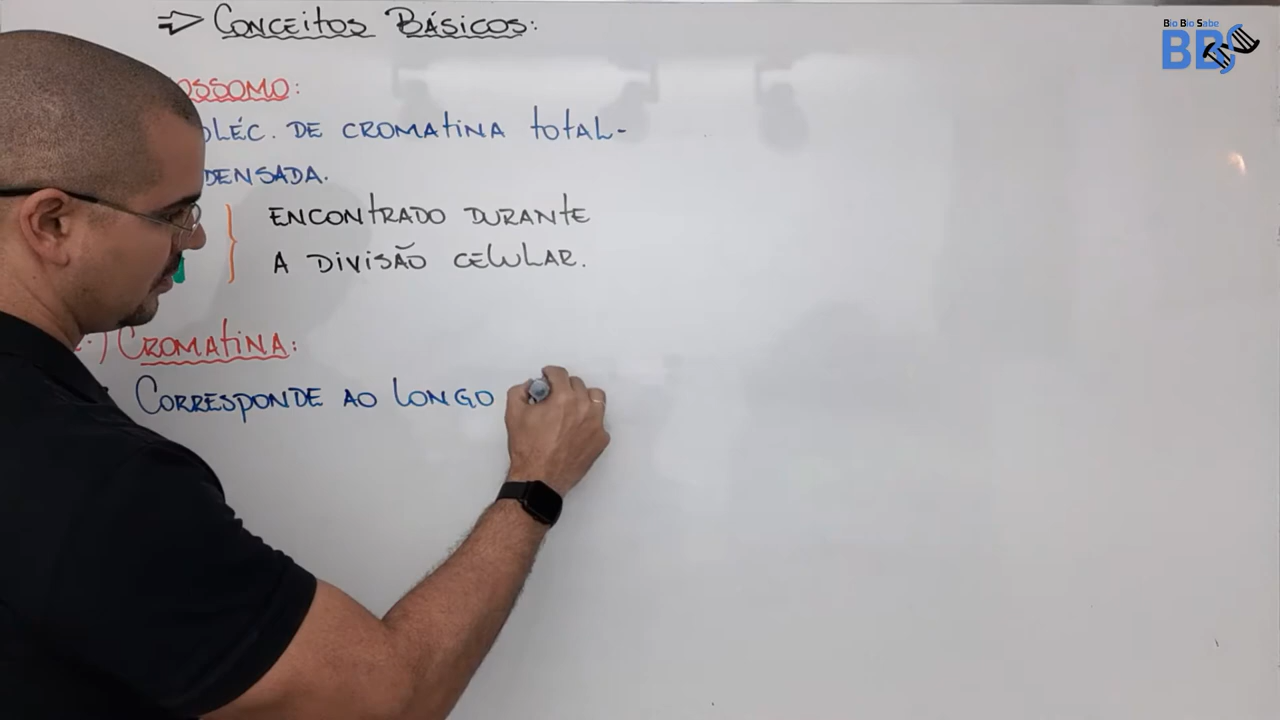 ⇒ Conceitos Básicos:
Bio Bio Sabe
BBS
OSSOMO:
OLÉC. DE CROMATINA TOTAL-
DENSADA.
ENCONTRADO DURANTE
A DIVISÃO CELULAR.
.) CROMATINA:
CORRESPONDE AO LONGO